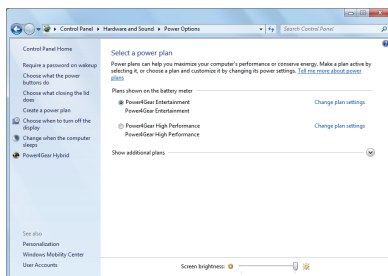 Control Panel ▸ Hardware and Sound ▸ Power Options
Search Control Panel
Control Panel Home
Require a password on wakeup
Choose what the power
buttons do
Choose what closing the lid
does
Create a power plan
Choose when to turn off the
display
Change when the computer
sleeps
Power4Gear Hybrid
See also
Personalization
Windows Mobility Center
User Accounts
Select a power plan
Power plans can help you maximize your computer's performance or conserve energy. Make a plan active by
selecting it, or choose a plan and customize it by changing its power settings. Tell me more about power
plans
Plans shown on the battery meter
Power4Gear Entertainment Change plan settings
Power4Gear Entertainment
Power4Gear High Performance Change plan settings
Power4Gear High Performance
Show additional plans
Screen brightness: